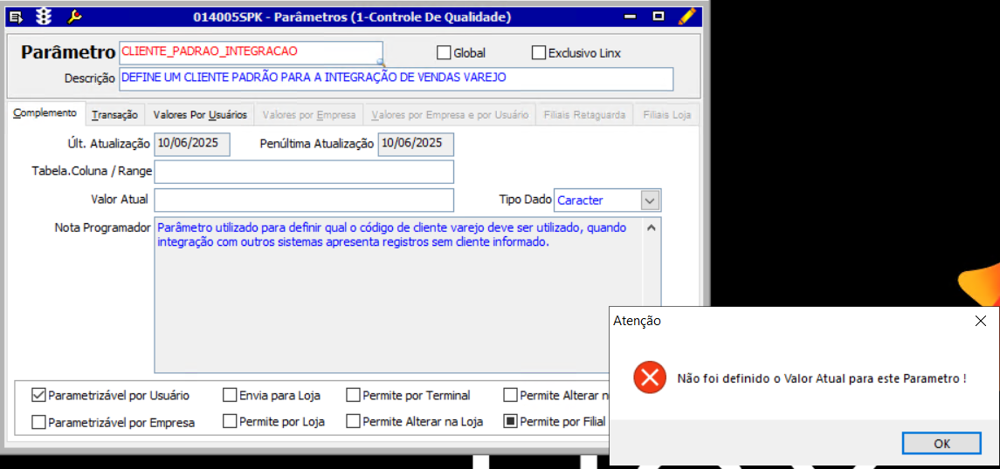 014005SPK - Parâmetros (1-Controle De Qualidade)
Parâmetro CLIENTE_PADRAO_INTEGRACAO Global Exclusivo Linx
Descrição DEFINE UM CLIENTE PADRÃO PARA A INTEGRAÇÃO DE VENDAS VAREJO
Complemento Transação Valores Por Usuários Valores por Empresa Valores por Empresa e por Usuário Filiais Retaguarda Filiais Loja
Últ. Atualização 10/06/2025 Penúltima Atualização 10/06/2025
Tabela.Coluna / Range
Valor Atual Tipo Dado Caracter
Nota Programador Parâmetro utilizado para definir qual o código de cliente varejo deve ser utilizado, quando
integração com outros sistemas apresenta registros sem cliente informado.
Atenção
Não foi definido o Valor Atual para este Parametro !
OK
Parametrizável por Usuário Envia para Loja Permite por Terminal Permite Alterar
Parametrizável por Empresa Permite por Loja Permite Alterar na Loja Permite por Filial